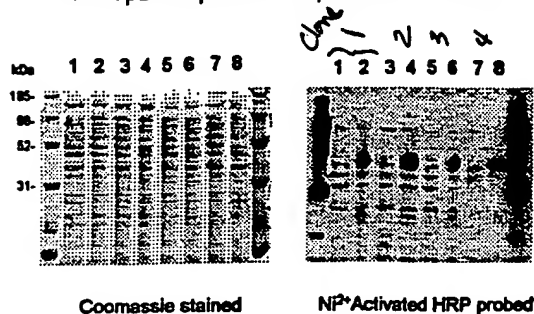 Clone 1 2 3 4
kDa 1 2 3 4 5 6 7 8 1 2 3 4 5 6 7 8
185-
98-
52-
31-
Coomassie stained Ni²⁺Activated HRP probed